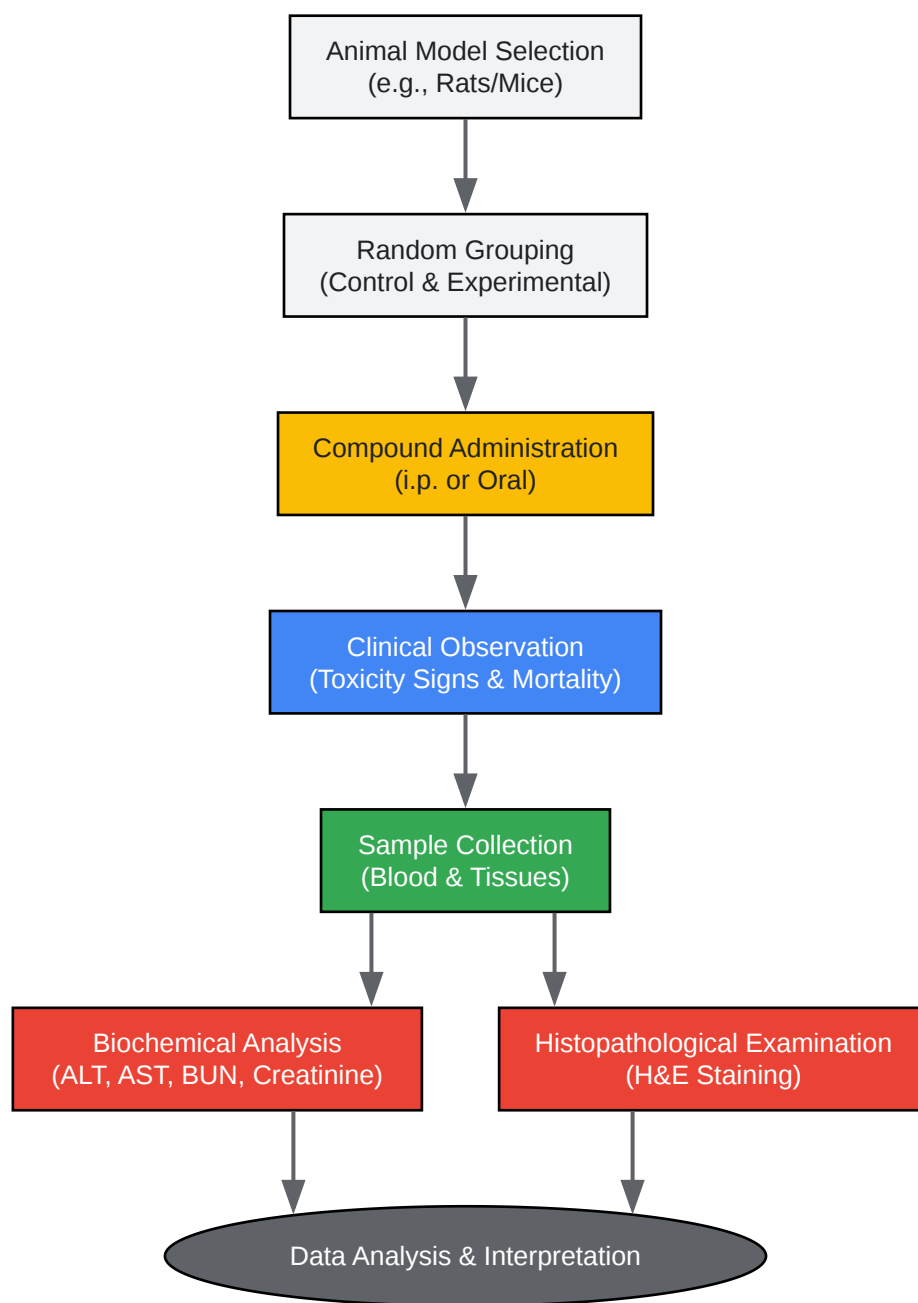 Animal Model Selection
(e.g., Rats/Mice)
Random Grouping
(Control & Experimental)
Compound Administration
(i.p. or Oral)
Clinical Observation
(Toxicity Signs & Mortality)
Sample Collection
(Blood & Tissues)
Biochemical Analysis
(ALT, AST, BUN, Creatinine)
Histopathological Examination
(H&E Staining)
Data Analysis & Interpretation